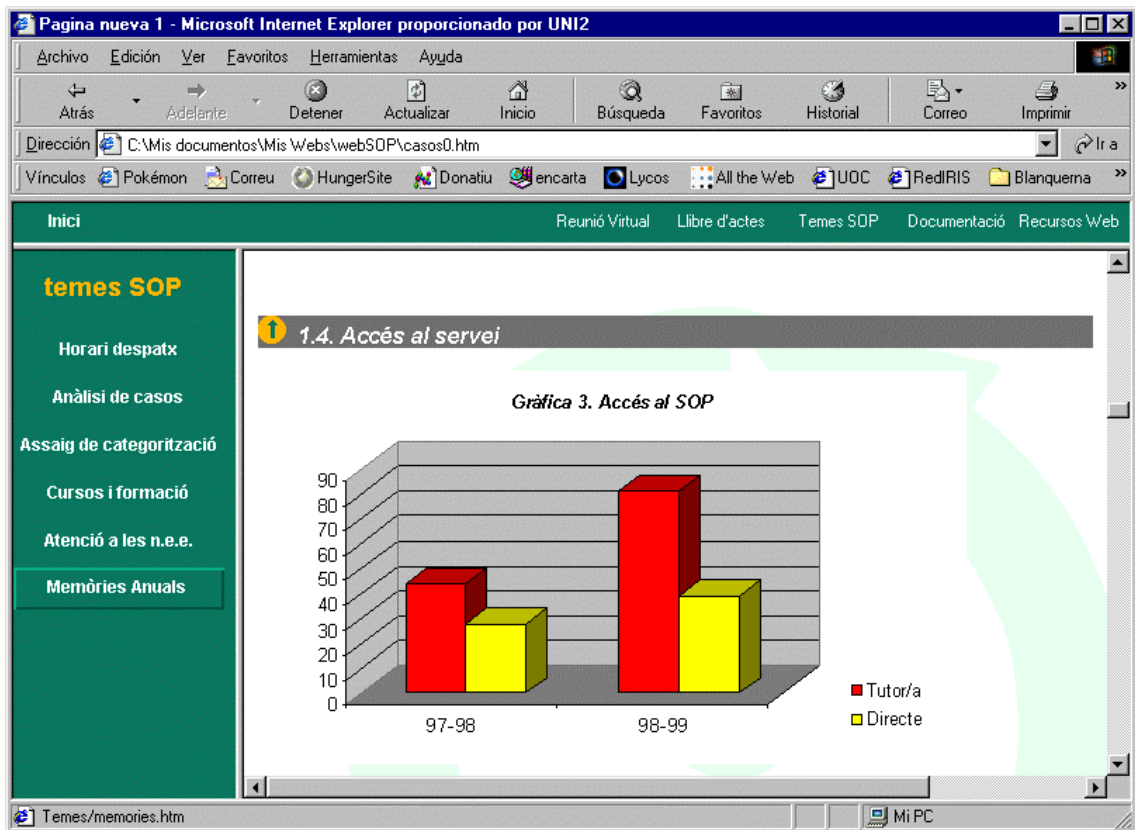 Pagina nueva 1 - Microsoft Internet Explorer proporcionado por UNI2
Archivo Edición Ver Favoritos Herramientas Ayuda
Atrás Adelante Detener Actualizar Inicio Búsqueda Favoritos Historial Correo Imprimir »
Dirección C:\Mis documentos\Mis Webs\webSOP\casos0.htm Ir a
Vínculos Pokémon Correu HungerSite Donatiu encarta Lycos All the Web UOC RedIRIS Blanquerna »
Inici Reunió Virtual Llibre d'actes Temes SOP Documentació Recursos Web
temes SOP
Horari despatx
Anàlisi de casos
Assaig de categorització
Cursos i formació
Atenció a les n.e.e.
Memòries Anuals
1.4. Accés al servei
Gràfica 3. Accés al SOP
90
80
70
60
50
40
30
20
10
0
97-98 98-99
Tutor/a
Directe
Temes/memories.htm Mi PC